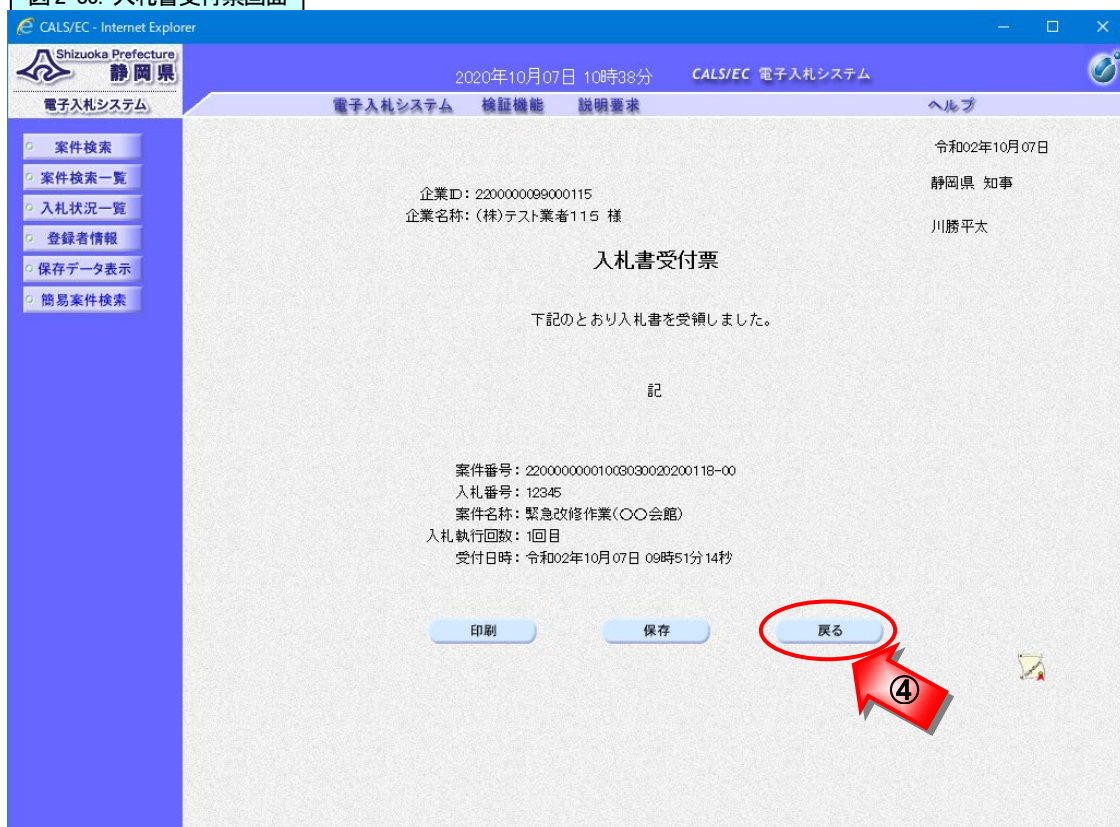 CALS/EC - Internet Explorer
Shizuoka Prefecture
静岡県
2020年10月07日 10時38分
CALS/EC 電子入札システム
電子入札システム
電子入札システム 検証機能 説明要求 ヘルプ
案件検索
案件検索一覧
入札状況一覧
登録者情報
保存データ表示
簡易案件検索
令和02年10月07日
静岡県 知事
川勝平太
企業ID:2200000099000115
企業名称:(株)テスト業者115 様
入札書受付票
下記のとおり入札書を受領しました。
記
案件番号:22000000001003030020200118-00
入札番号:12345
案件名称:緊急改修作業(〇〇会館)
入札執行回数:1回目
受付日時:令和02年10月07日 09時51分14秒
印刷 保存 戻る
④